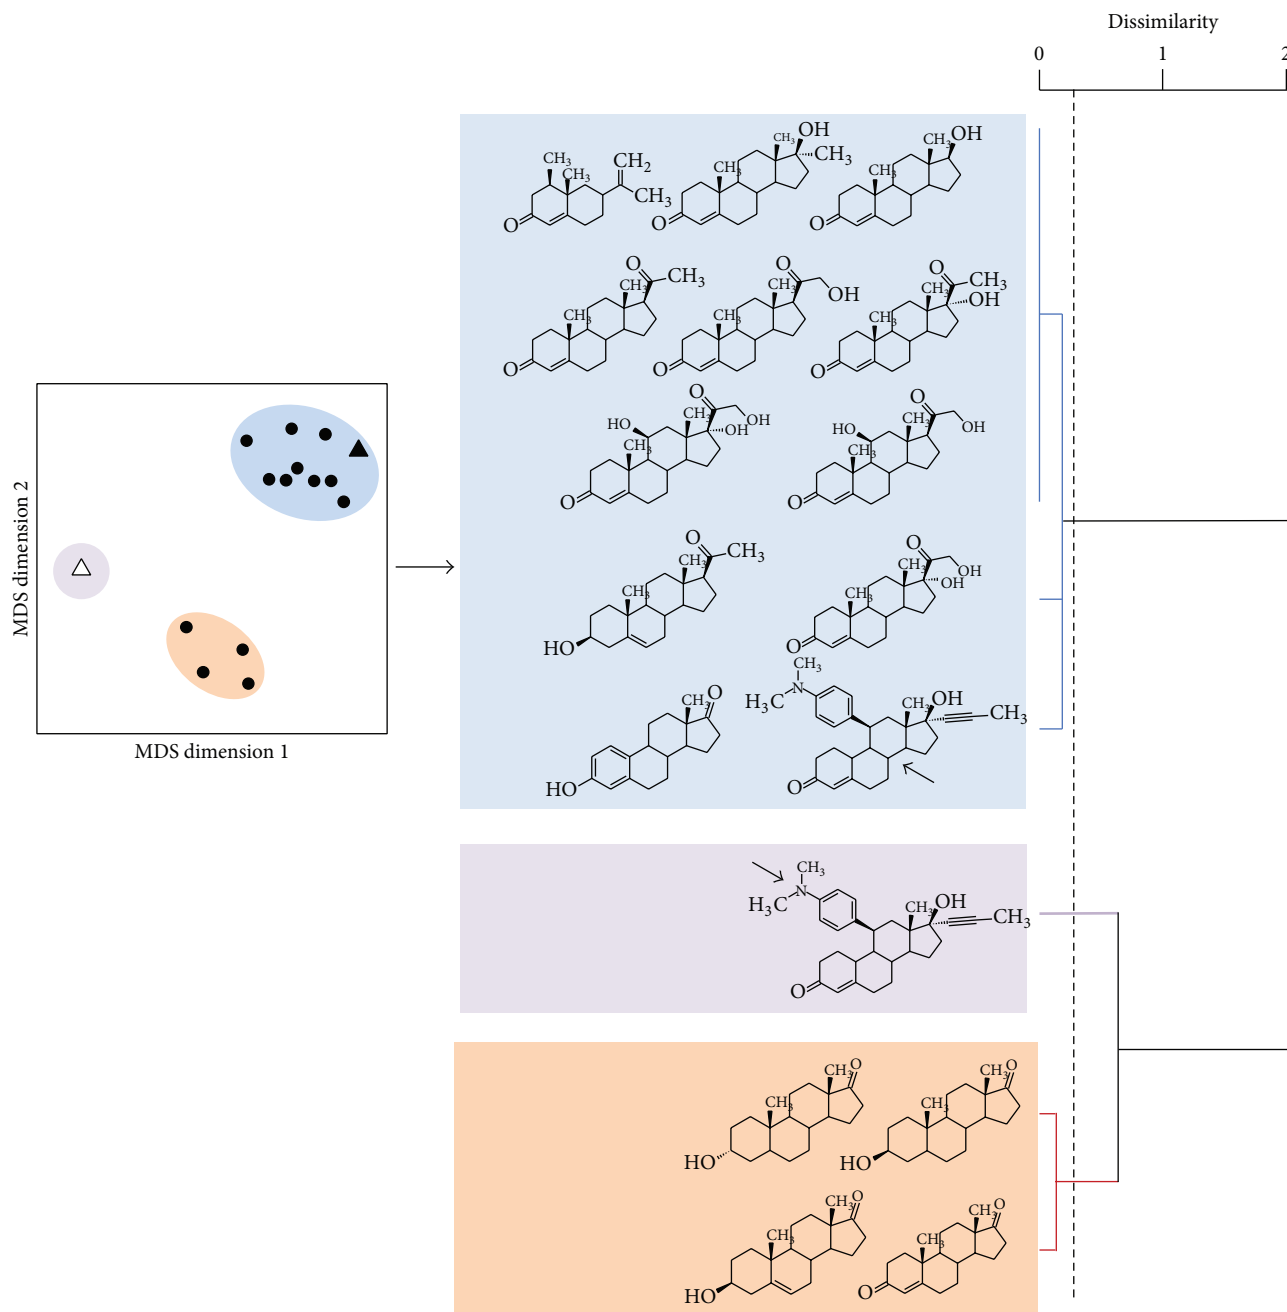 Dissimilarity
0 1 2
CH3 CH3 CH2 CH3 O
CH3 OH CH3 CH3 O
CH3 OH CH3 O
O CH3 CH3 CH3 O
O OH CH3 CH3 O
O CH3 CH3 OH CH3 O
O OH OH CH3 HO CH3 O
O OH CH3 HO CH3 O
O CH3 CH3 CH3 HO
O OH OH CH3 CH3 O
O CH3 HO
CH3 N H3C OH CH3 CH3 O
MDS dimension 2
MDS dimension 1
CH3 N H3C OH CH3 CH3 O
O CH3 CH3 HO
O CH3 CH3 HO
O CH3 CH3 HO
O CH3 CH3 O